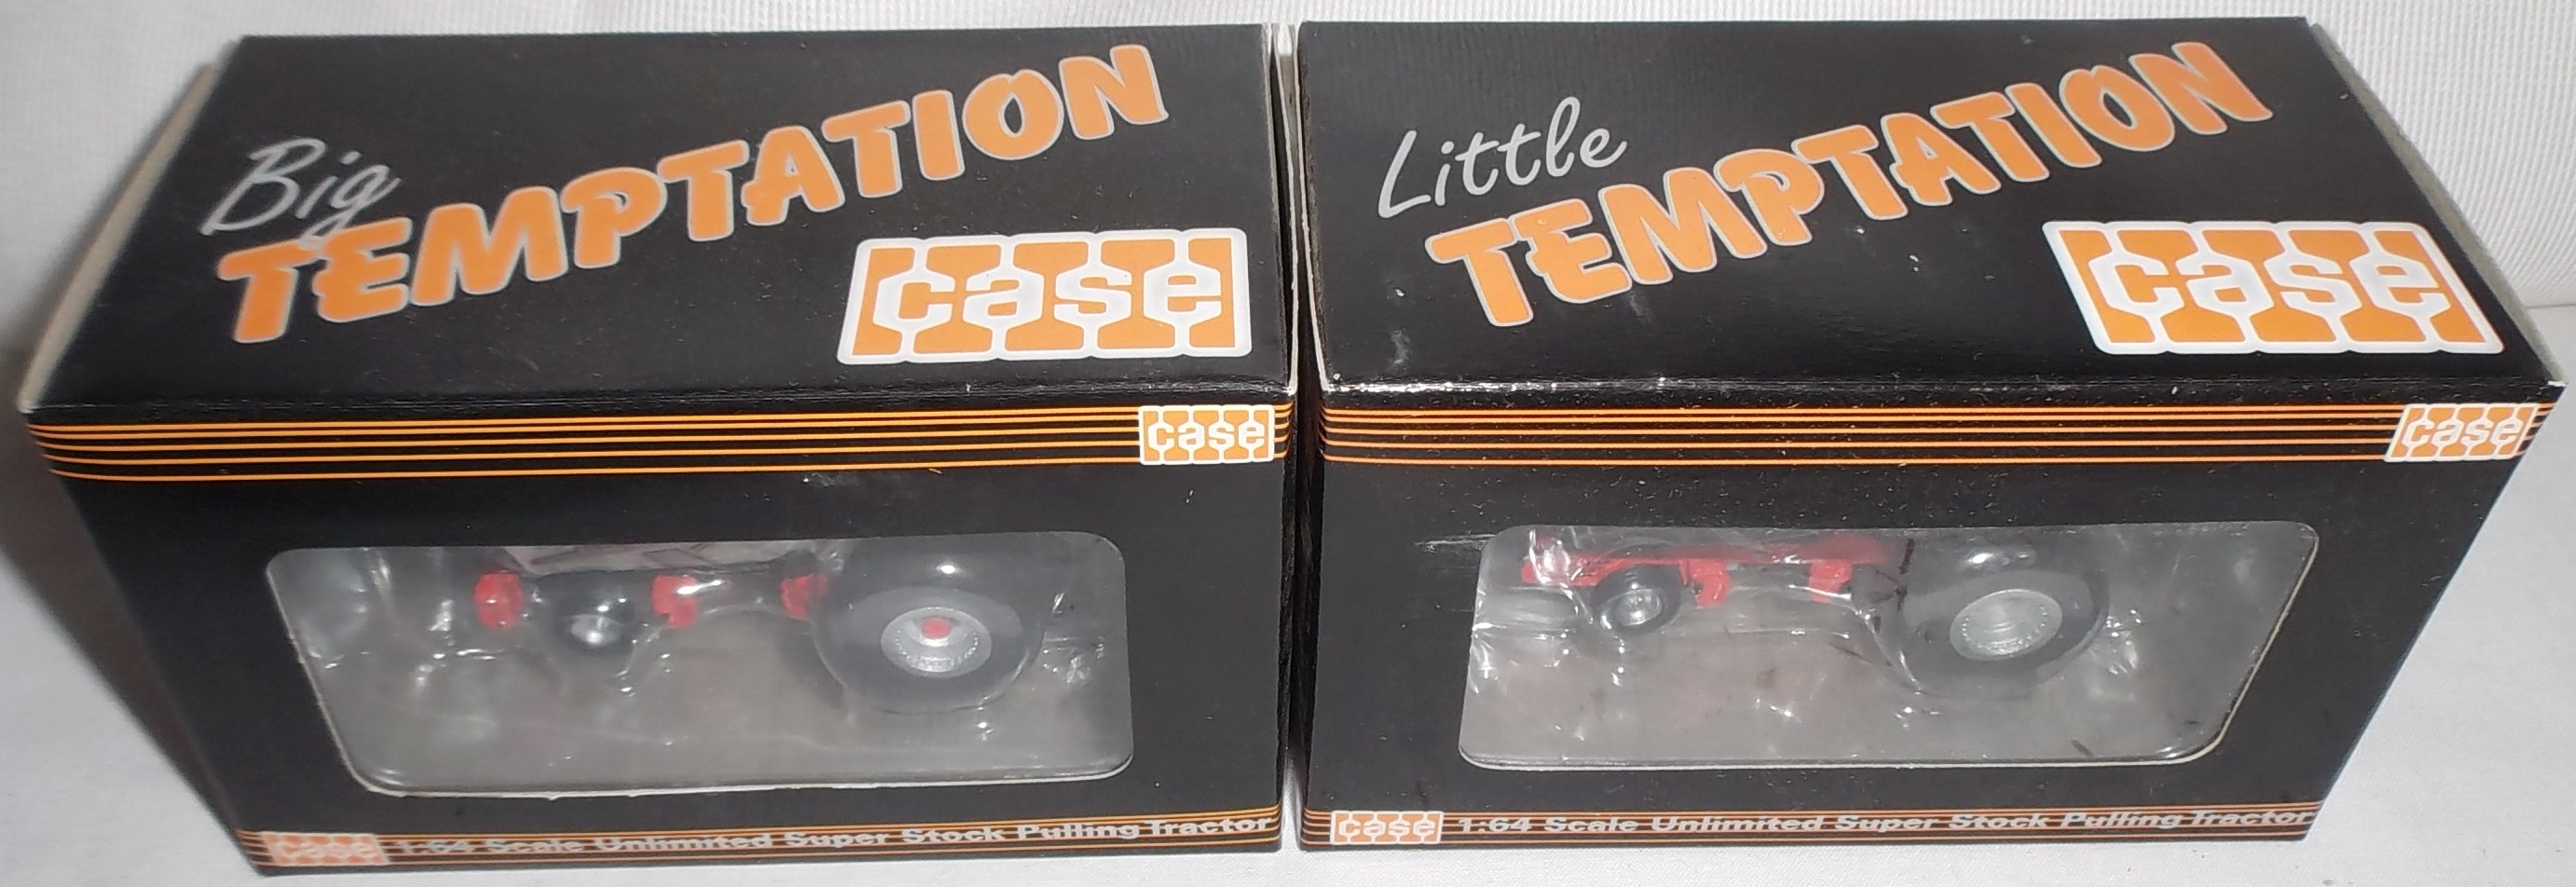 Big
TEMPTATION
case
case
case 1:64 Scale Unlimited Super Stock Pulling Tractor
Little
TEMPTATION
case
case
case 1:64 Scale Unlimited Super Stock Pulling Tractor